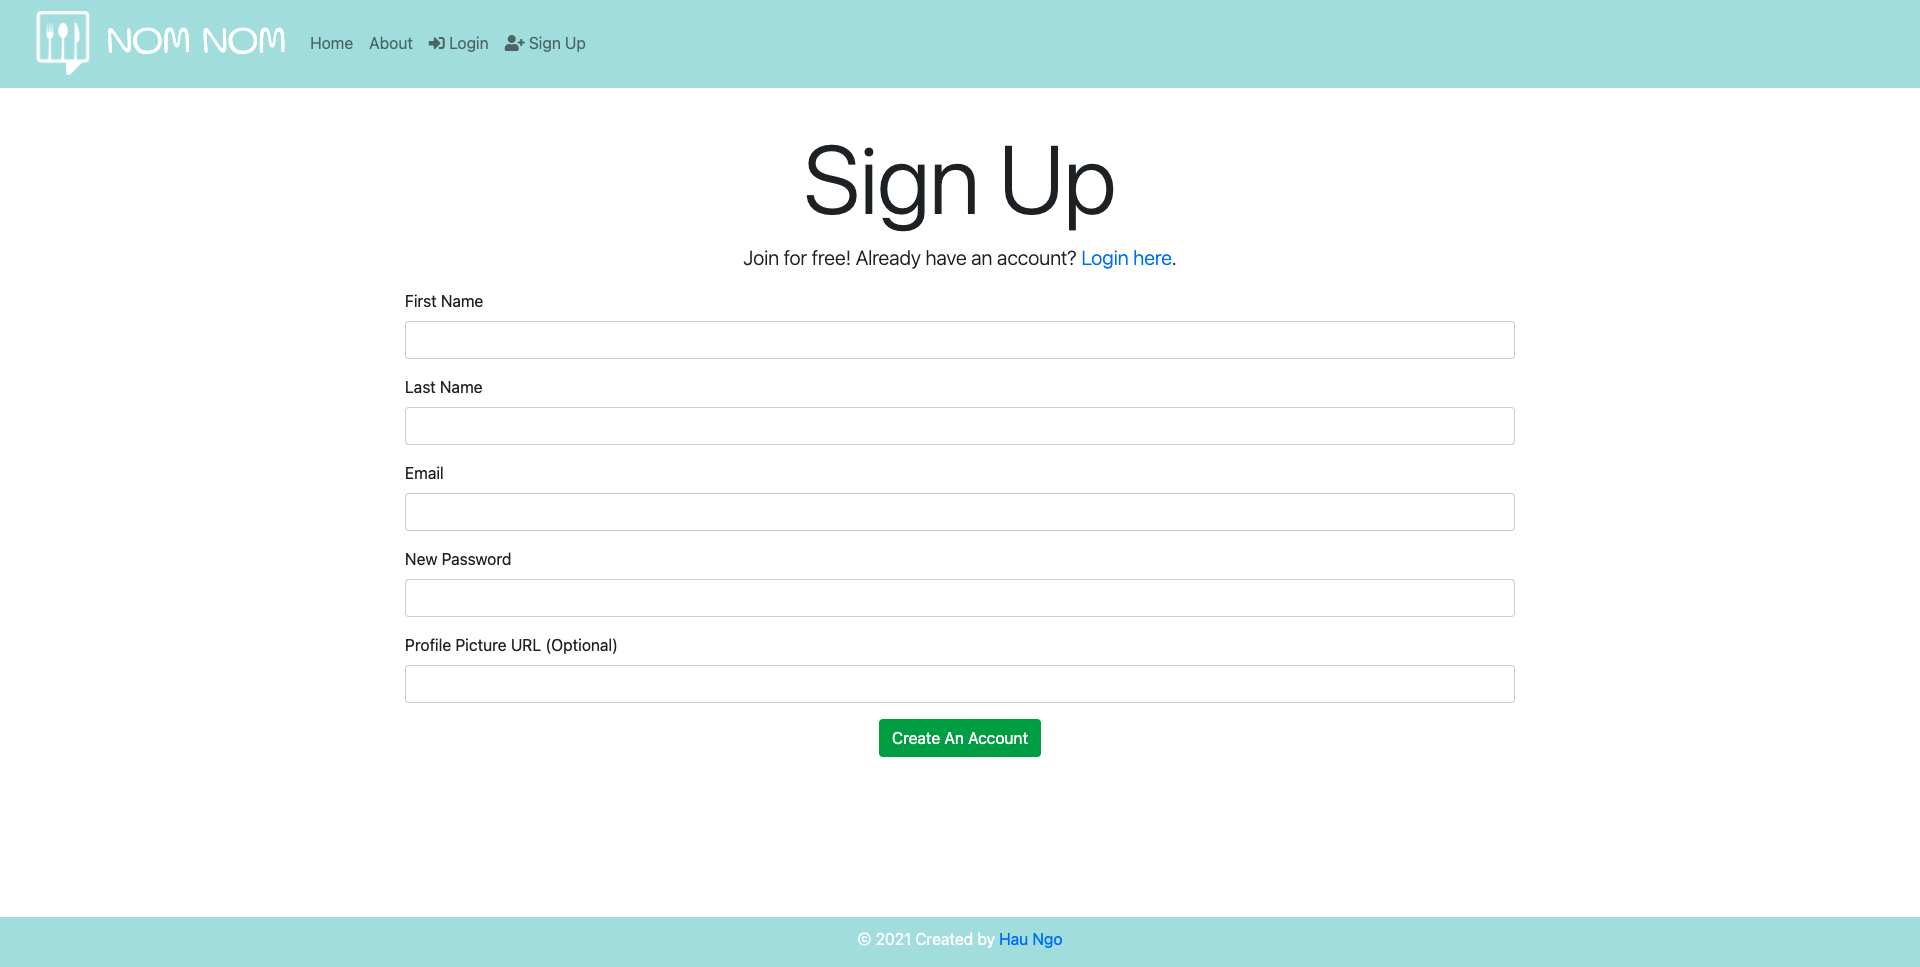 NOM NOM Home About Login Sign Up
Sign Up
Join for free! Already have an account? Login here.
First Name
Last Name
Email
New Password
Profile Picture URL (Optional)
Create An Account
© 2021 Created by Hau Ngo